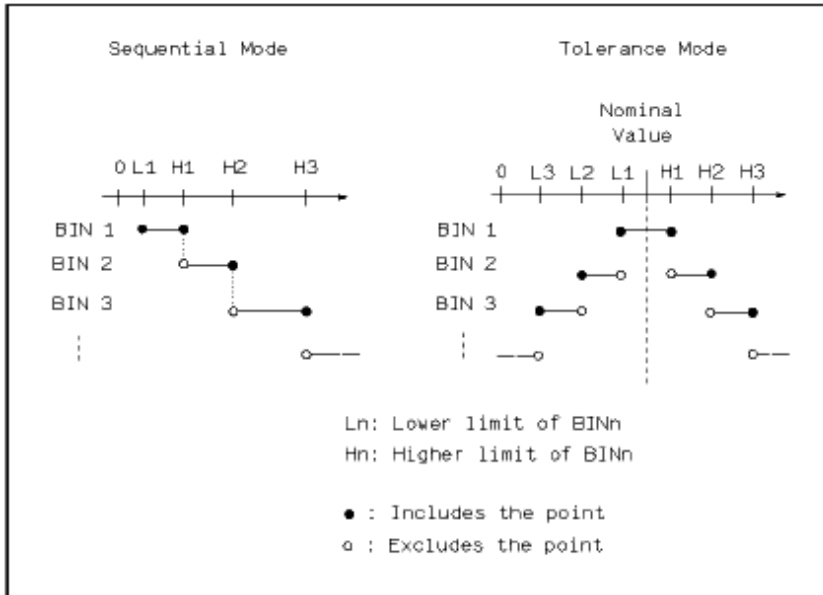 Sequential Mode
Tolerance Mode
Nominal
Value
0 L1 H1 H2 H3
0 L3 L2 L1 H1 H2 H3
BIN 1
BIN 2
BIN 3
BIN 1
BIN 2
BIN 3
Ln: Lower limit of BINn
Hn: Higher limit of BINn
● : Includes the point
○ : Excludes the point